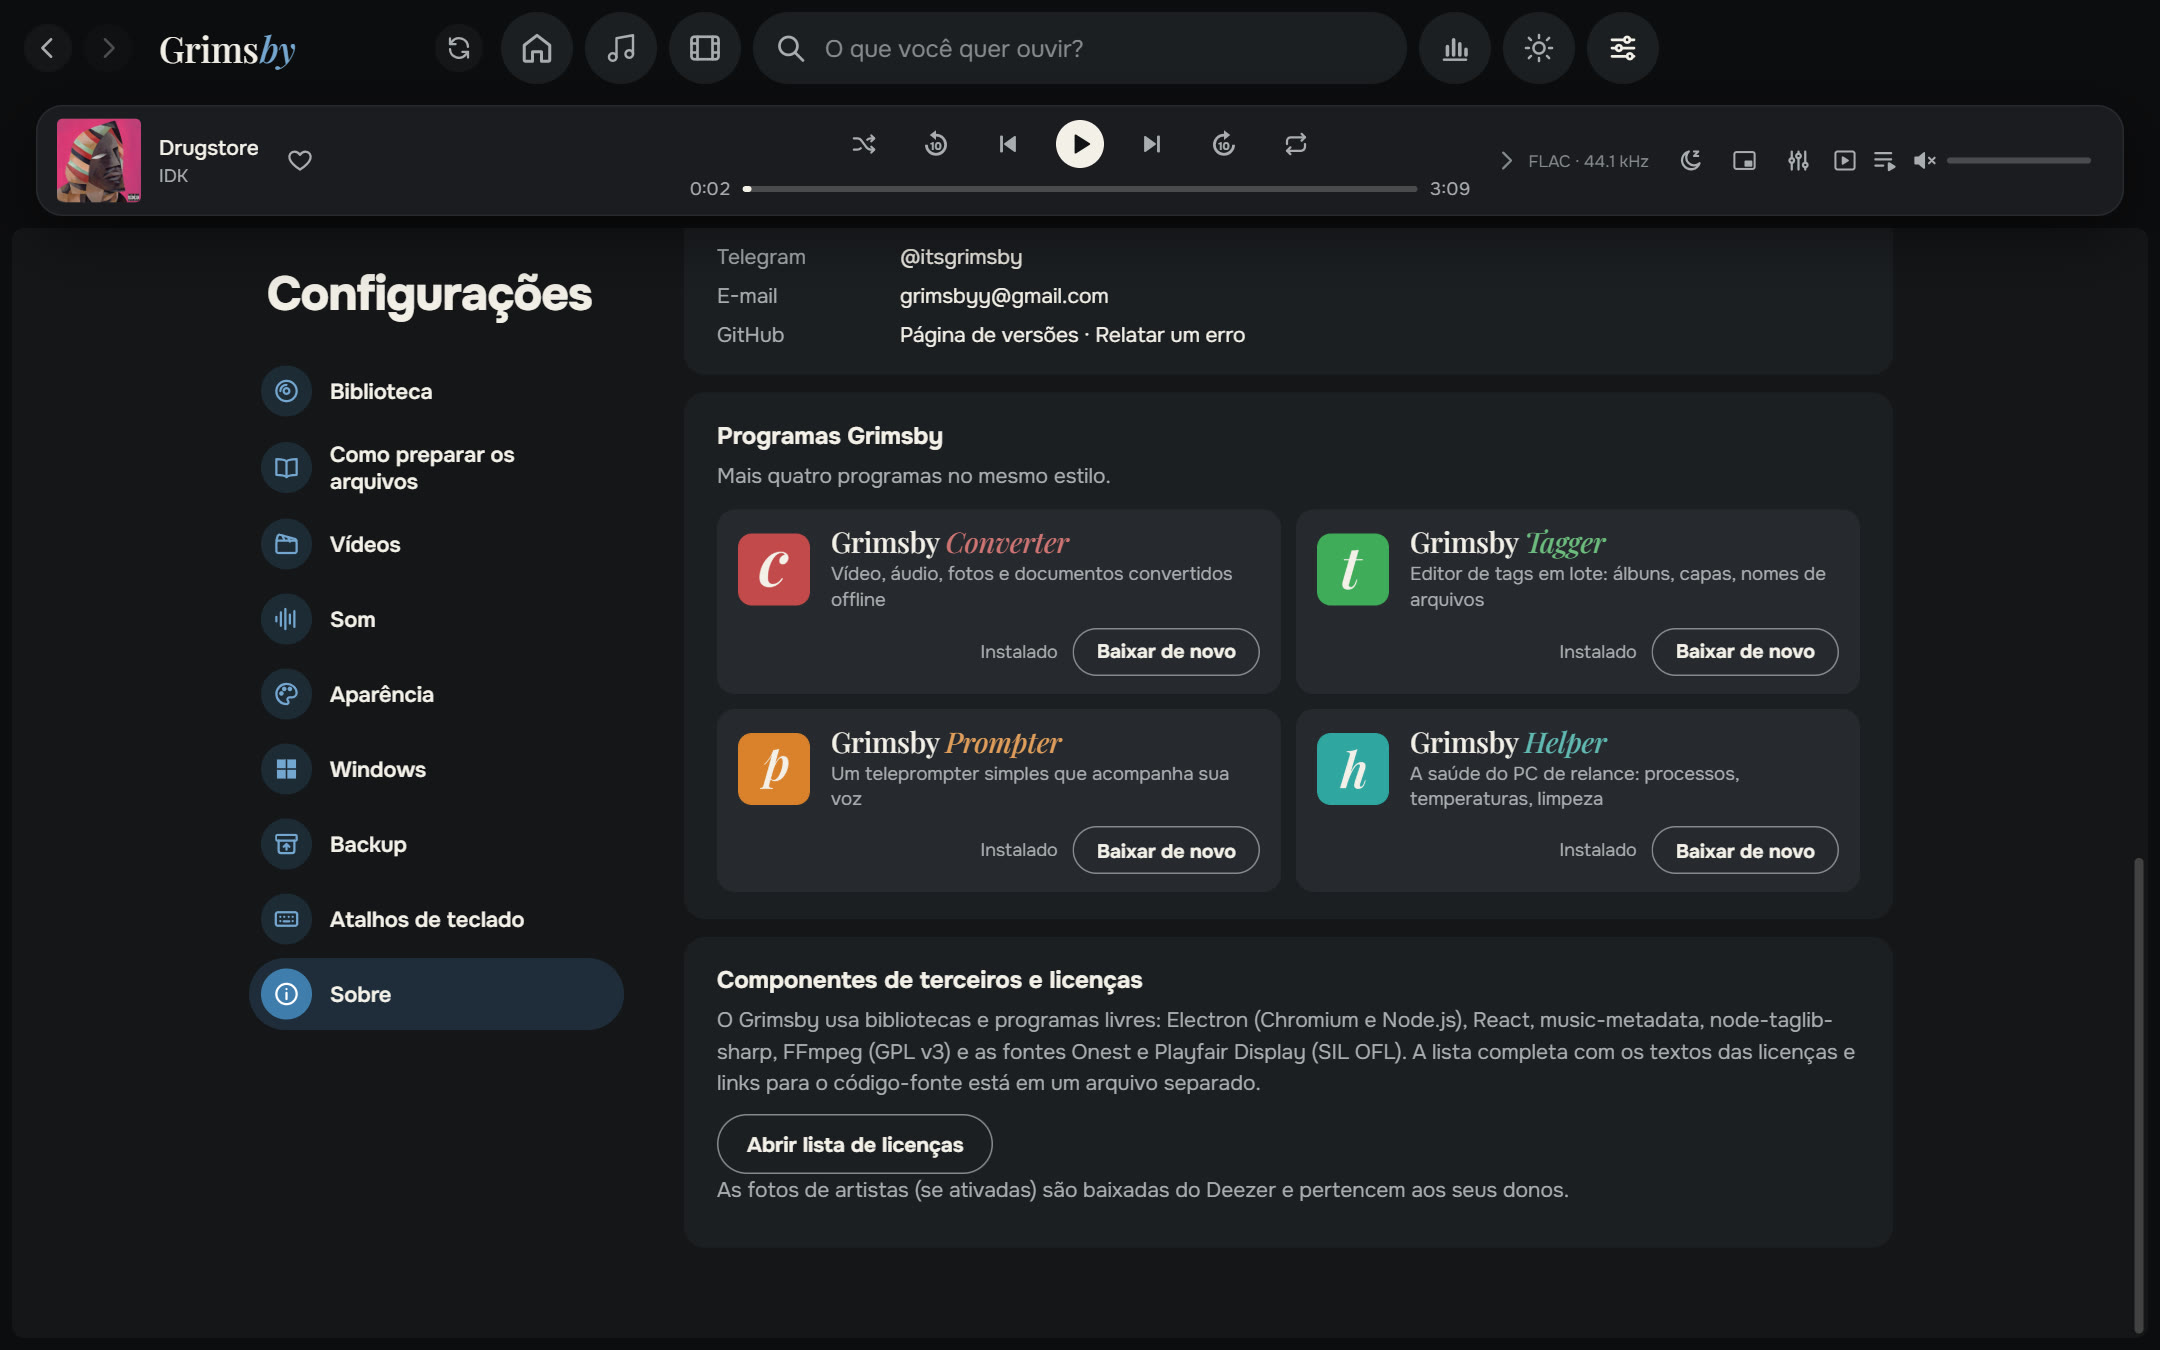 Grimsby
O que você quer ouvir?
Drugstore
IDK
10
10
0:02
3:09
FLAC · 44.1 kHz
Configurações
Biblioteca
Como preparar os
arquivos
Vídeos
Som
Aparência
Windows
Backup
Atalhos de teclado
Sobre
Telegram
@itsgrimsby
E-mail
grimsbyy@gmail.com
GitHub
Página de versões · Relatar um erro
Programas Grimsby
Mais quatro programas no mesmo estilo.
c
Grimsby Converter
Vídeo, áudio, fotos e documentos convertidos
offline
Instalado
Baixar de novo
t
Grimsby Tagger
Editor de tags em lote: álbuns, capas, nomes de
arquivos
Instalado
Baixar de novo
p
Grimsby Prompter
Um teleprompter simples que acompanha sua
voz
Instalado
Baixar de novo
h
Grimsby Helper
A saúde do PC de relance: processos,
temperaturas, limpeza
Instalado
Baixar de novo
Componentes de terceiros e licenças
O Grimsby usa bibliotecas e programas livres: Electron (Chromium e Node.js), React, music-metadata, node-taglib-
sharp, FFmpeg (GPL v3) e as fontes Onest e Playfair Display (SIL OFL). A lista completa com os textos das licenças e
links para o código-fonte está em um arquivo separado.
Abrir lista de licenças
As fotos de artistas (se ativadas) são baixadas do Deezer e pertencem aos seus donos.